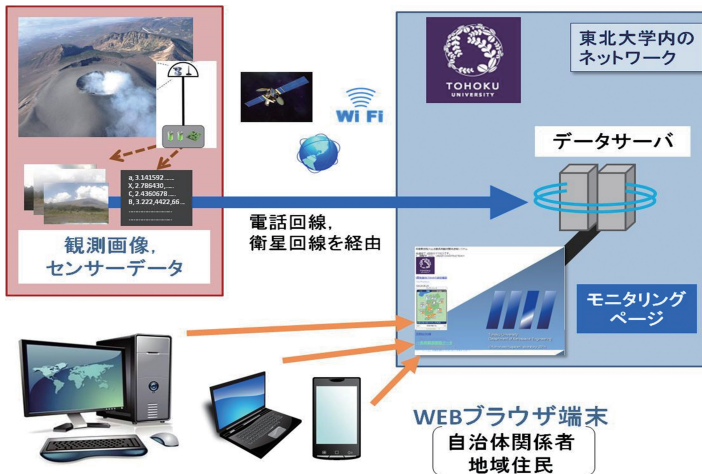 a, 3.141592......
X, 2.786430,.....
C, 2.4360678.....
B, 3.222,4422,66...
観測画像,
センサーデータ
Wi Fi
電話回線,
衛星回線を経由
TOHOKU
UNIVERSITY
東北大学内の
ネットワーク
データサーバ
モニタリング
ページ
WEBブラウザ端末
自治体関係者
地域住民